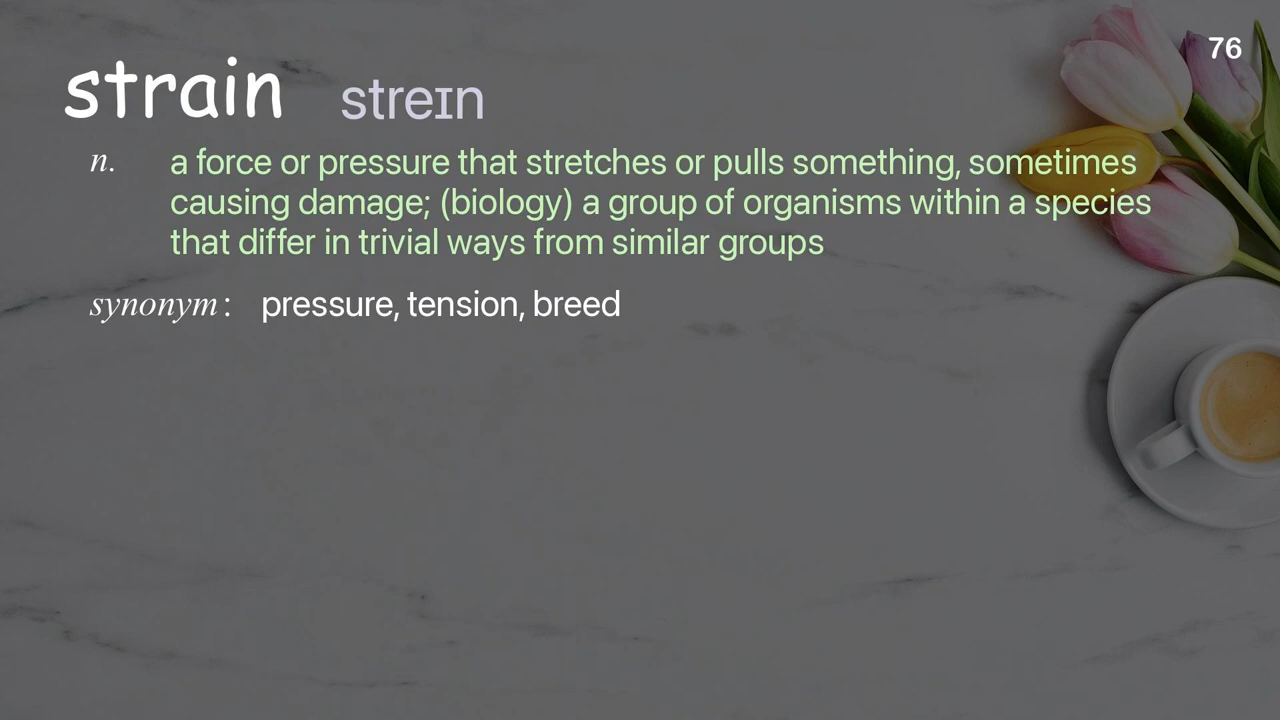 76
strain streɪn
n. a force or pressure that stretches or pulls something, sometimes
causing damage; (biology) a group of organisms within a species
that differ in trivial ways from similar groups
synonym: pressure, tension, breed